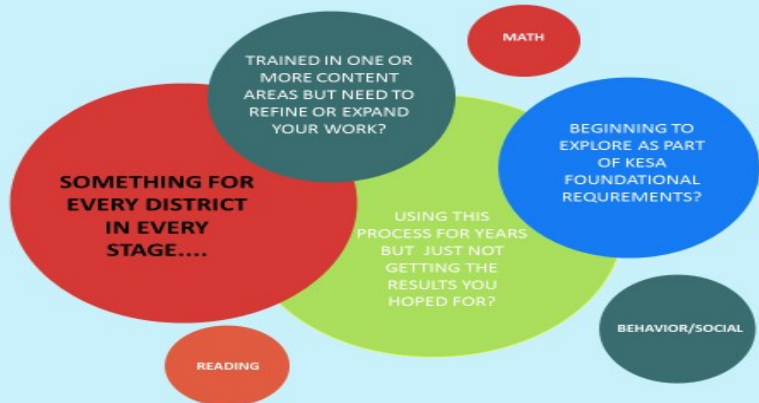 MATH
TRAINED IN ONE OR
MORE CONTENT
AREAS BUT NEED TO
REFINE OR EXPAND
YOUR WORK?
BEGINNING TO
EXPLORE AS PART
OF KESA
FOUNDATIONAL
REQUREMENTS?
SOMETHING FOR
EVERY DISTRICT
IN EVERY
STAGE....
USING THIS
PROCESS FOR YEARS
BUT JUST NOT
GETTING THE
RESULTS YOU
HOPED FOR?
BEHAVIOR/SOCIAL
READING